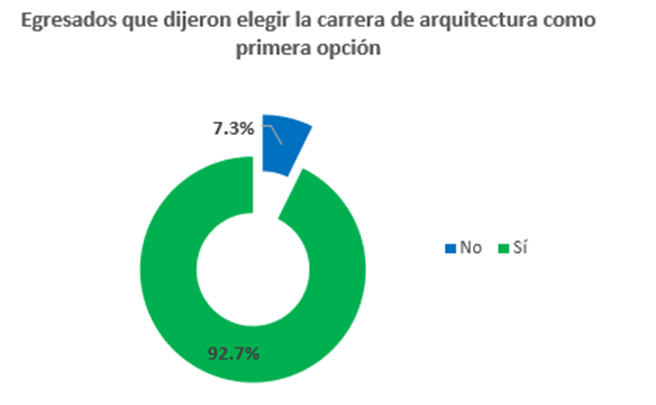 Egresados que dijeron elegir la carrera de arquitectura como
primera opción
7.3%
No Sí
92.7%